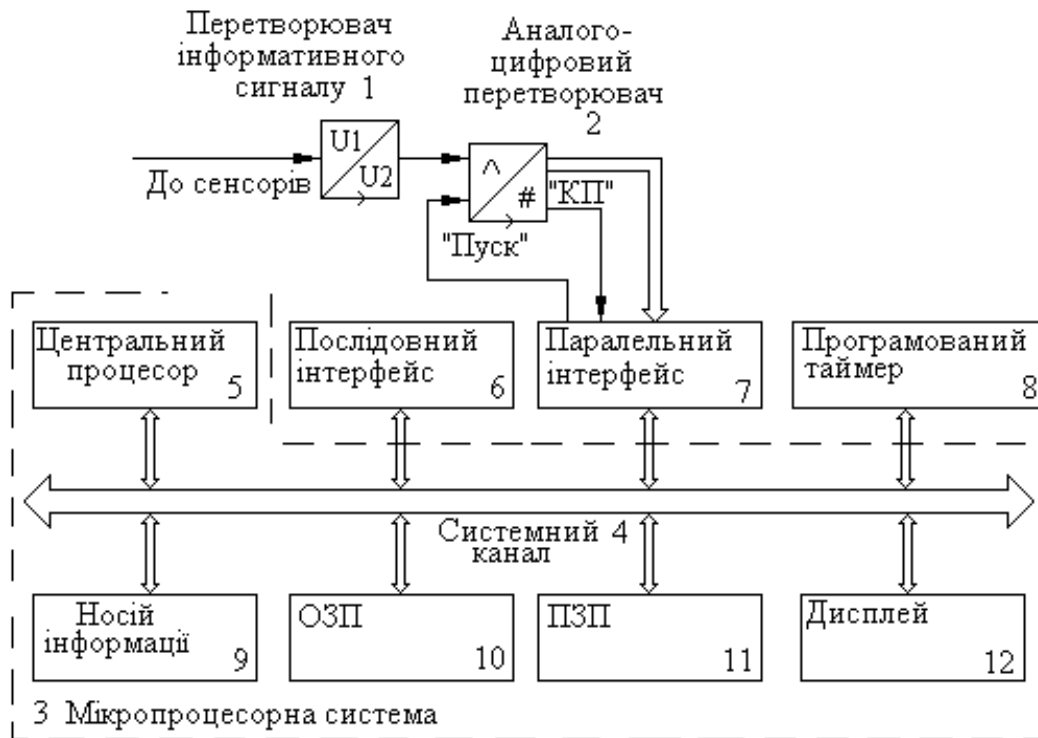 Перетворювач
інформативного
сигналу 1
Аналого-
цифровий
перетворювач
2
U1
U2
До сенсорів
^
#
"КП"
"Пуск"
Центральний
процесор
5
Послідовний
інтерфейс
6
Паралельний
інтерфейс
7
Програмований
таймер
8
Системний 4
канал
Носій
інформації
9
ОЗП
10
ПЗП
11
Дисплей
12
3 Мікропроцесорна система